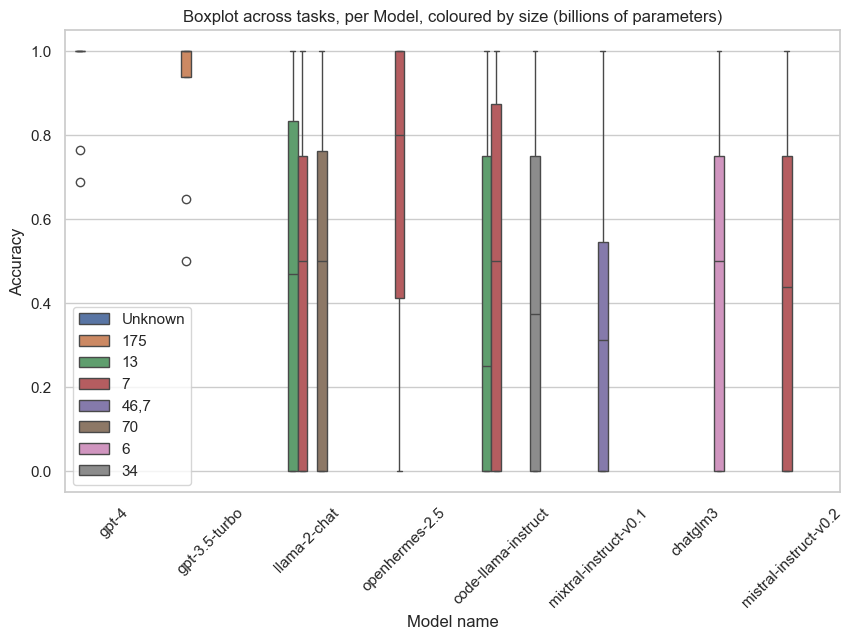 Boxplot across tasks, per Model, coloured by size (billions of parameters)
Accuracy
1.0
0.8
0.6
0.4
0.2
0.0
Unknown
175
13
7
46,7
70
6
34
gpt-4
gpt-3.5-turbo
llama-2-chat
openhermes-2.5
code-llama-instruct
mixtral-instruct-v0.1
chatglm3
mistral-instruct-v0.2
Model name